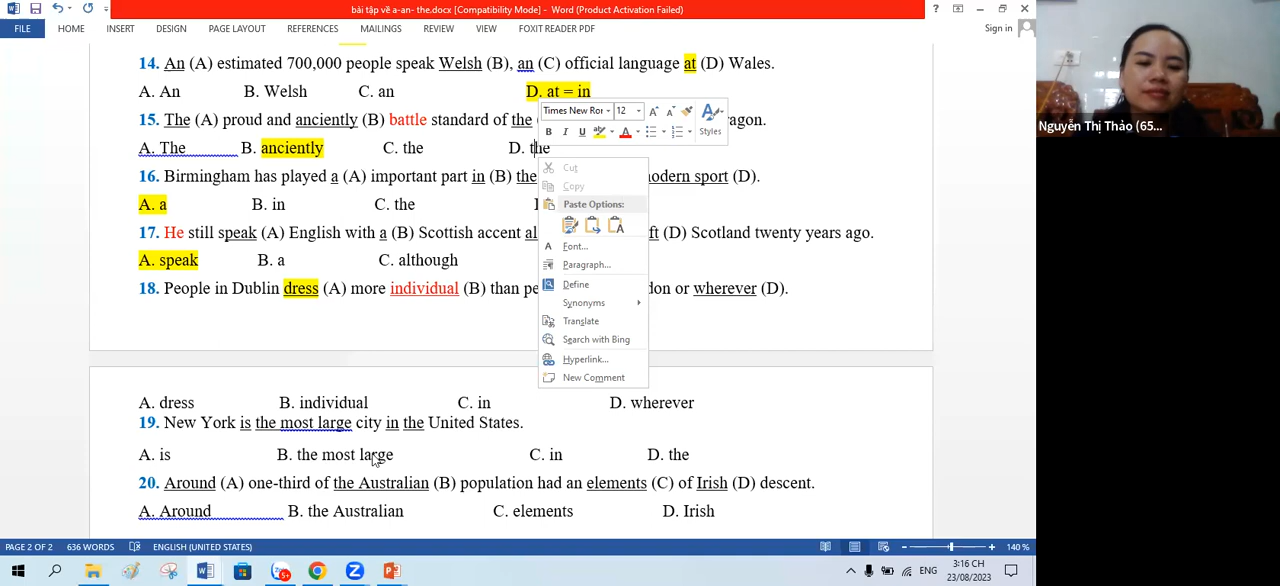 bài tập về a-an- the.docx [Compatibility Mode] - Word (Product Activation Failed)
FILE HOME INSERT DESIGN PAGE LAYOUT REFERENCES MAILINGS REVIEW VIEW FOXIT READER PDF Sign in
14. An (A) estimated 700,000 people speak Welsh (B), an (C) official language at (D) Wales.
A. An B. Welsh C. an D. at = in
Times New Ror 12
B I U A Styles
15. The (A) proud and anciently (B) battle standard of the ragon.
A. The B. anciently C. the D. the
16. Birmingham has played a (A) important part in (B) the modern sport (D).
A. a B. in C. the
17. He still speak (A) English with a (B) Scottish accent al ft (D) Scotland twenty years ago.
A. speak B. a C. although
18. People in Dublin dress (A) more individual (B) than pe don or wherever (D).
Cut
Copy
Paste Options:
Font...
Paragraph...
Define
Synonyms
Translate
Search with Bing
Hyperlink...
New Comment
A. dress B. individual C. in D. wherever
19. New York is the most large city in the United States.
A. is B. the most large C. in D. the
20. Around (A) one-third of the Australian (B) population had an elements (C) of Irish (D) descent.
A. Around B. the Australian C. elements D. Irish
PAGE 2 OF 2 636 WORDS ENGLISH (UNITED STATES) 140 %
ENG 3:16 CH
23/08/2023
Nguyễn Thị Thảo (65...